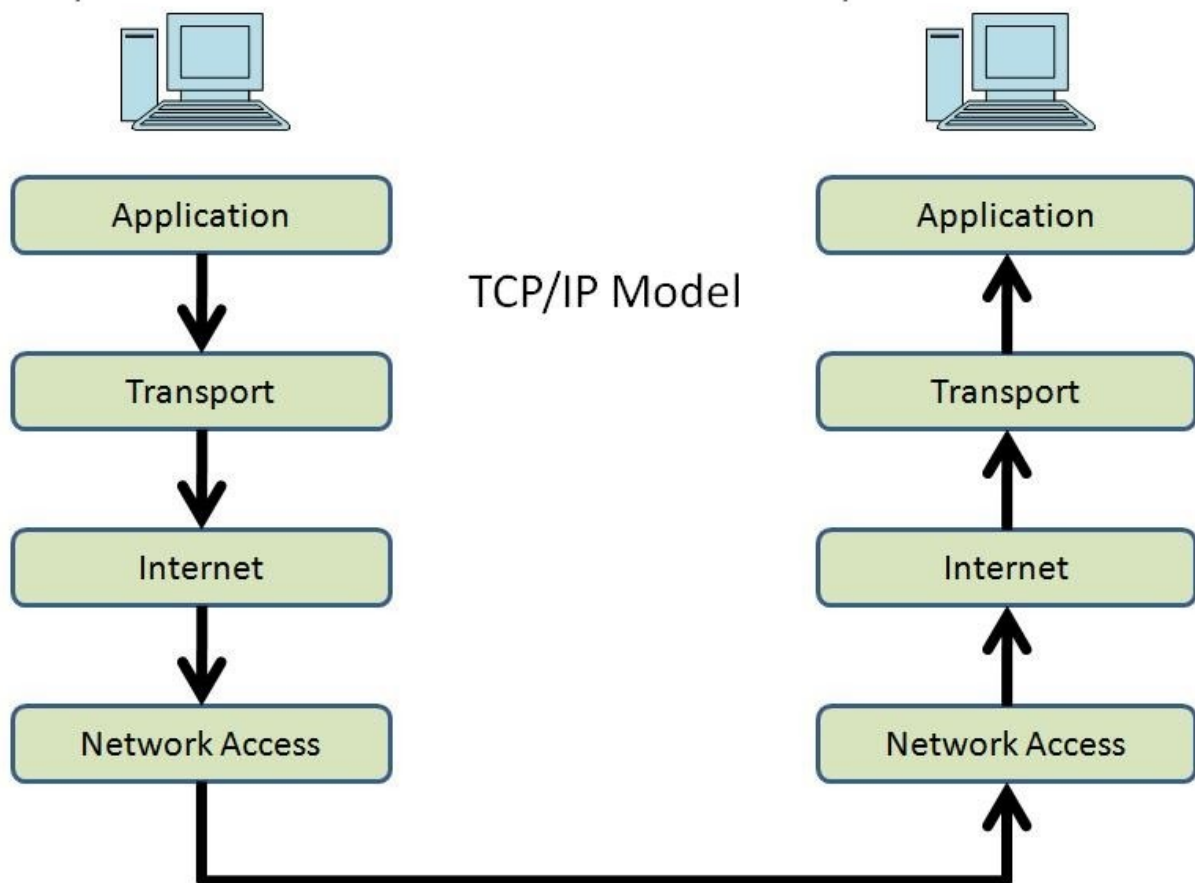 Application
Application
TCP/IP Model
Transport
Transport
Internet
Internet
Network Access
Network Access